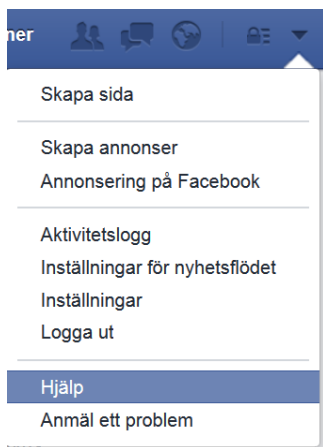 ner
Skapa sida
Skapa annonser
Annonsering på Facebook
Aktivitetslogg
Inställningar för nyhetsflödet
Inställningar
Logga ut
Hjälp
Anmäl ett problem